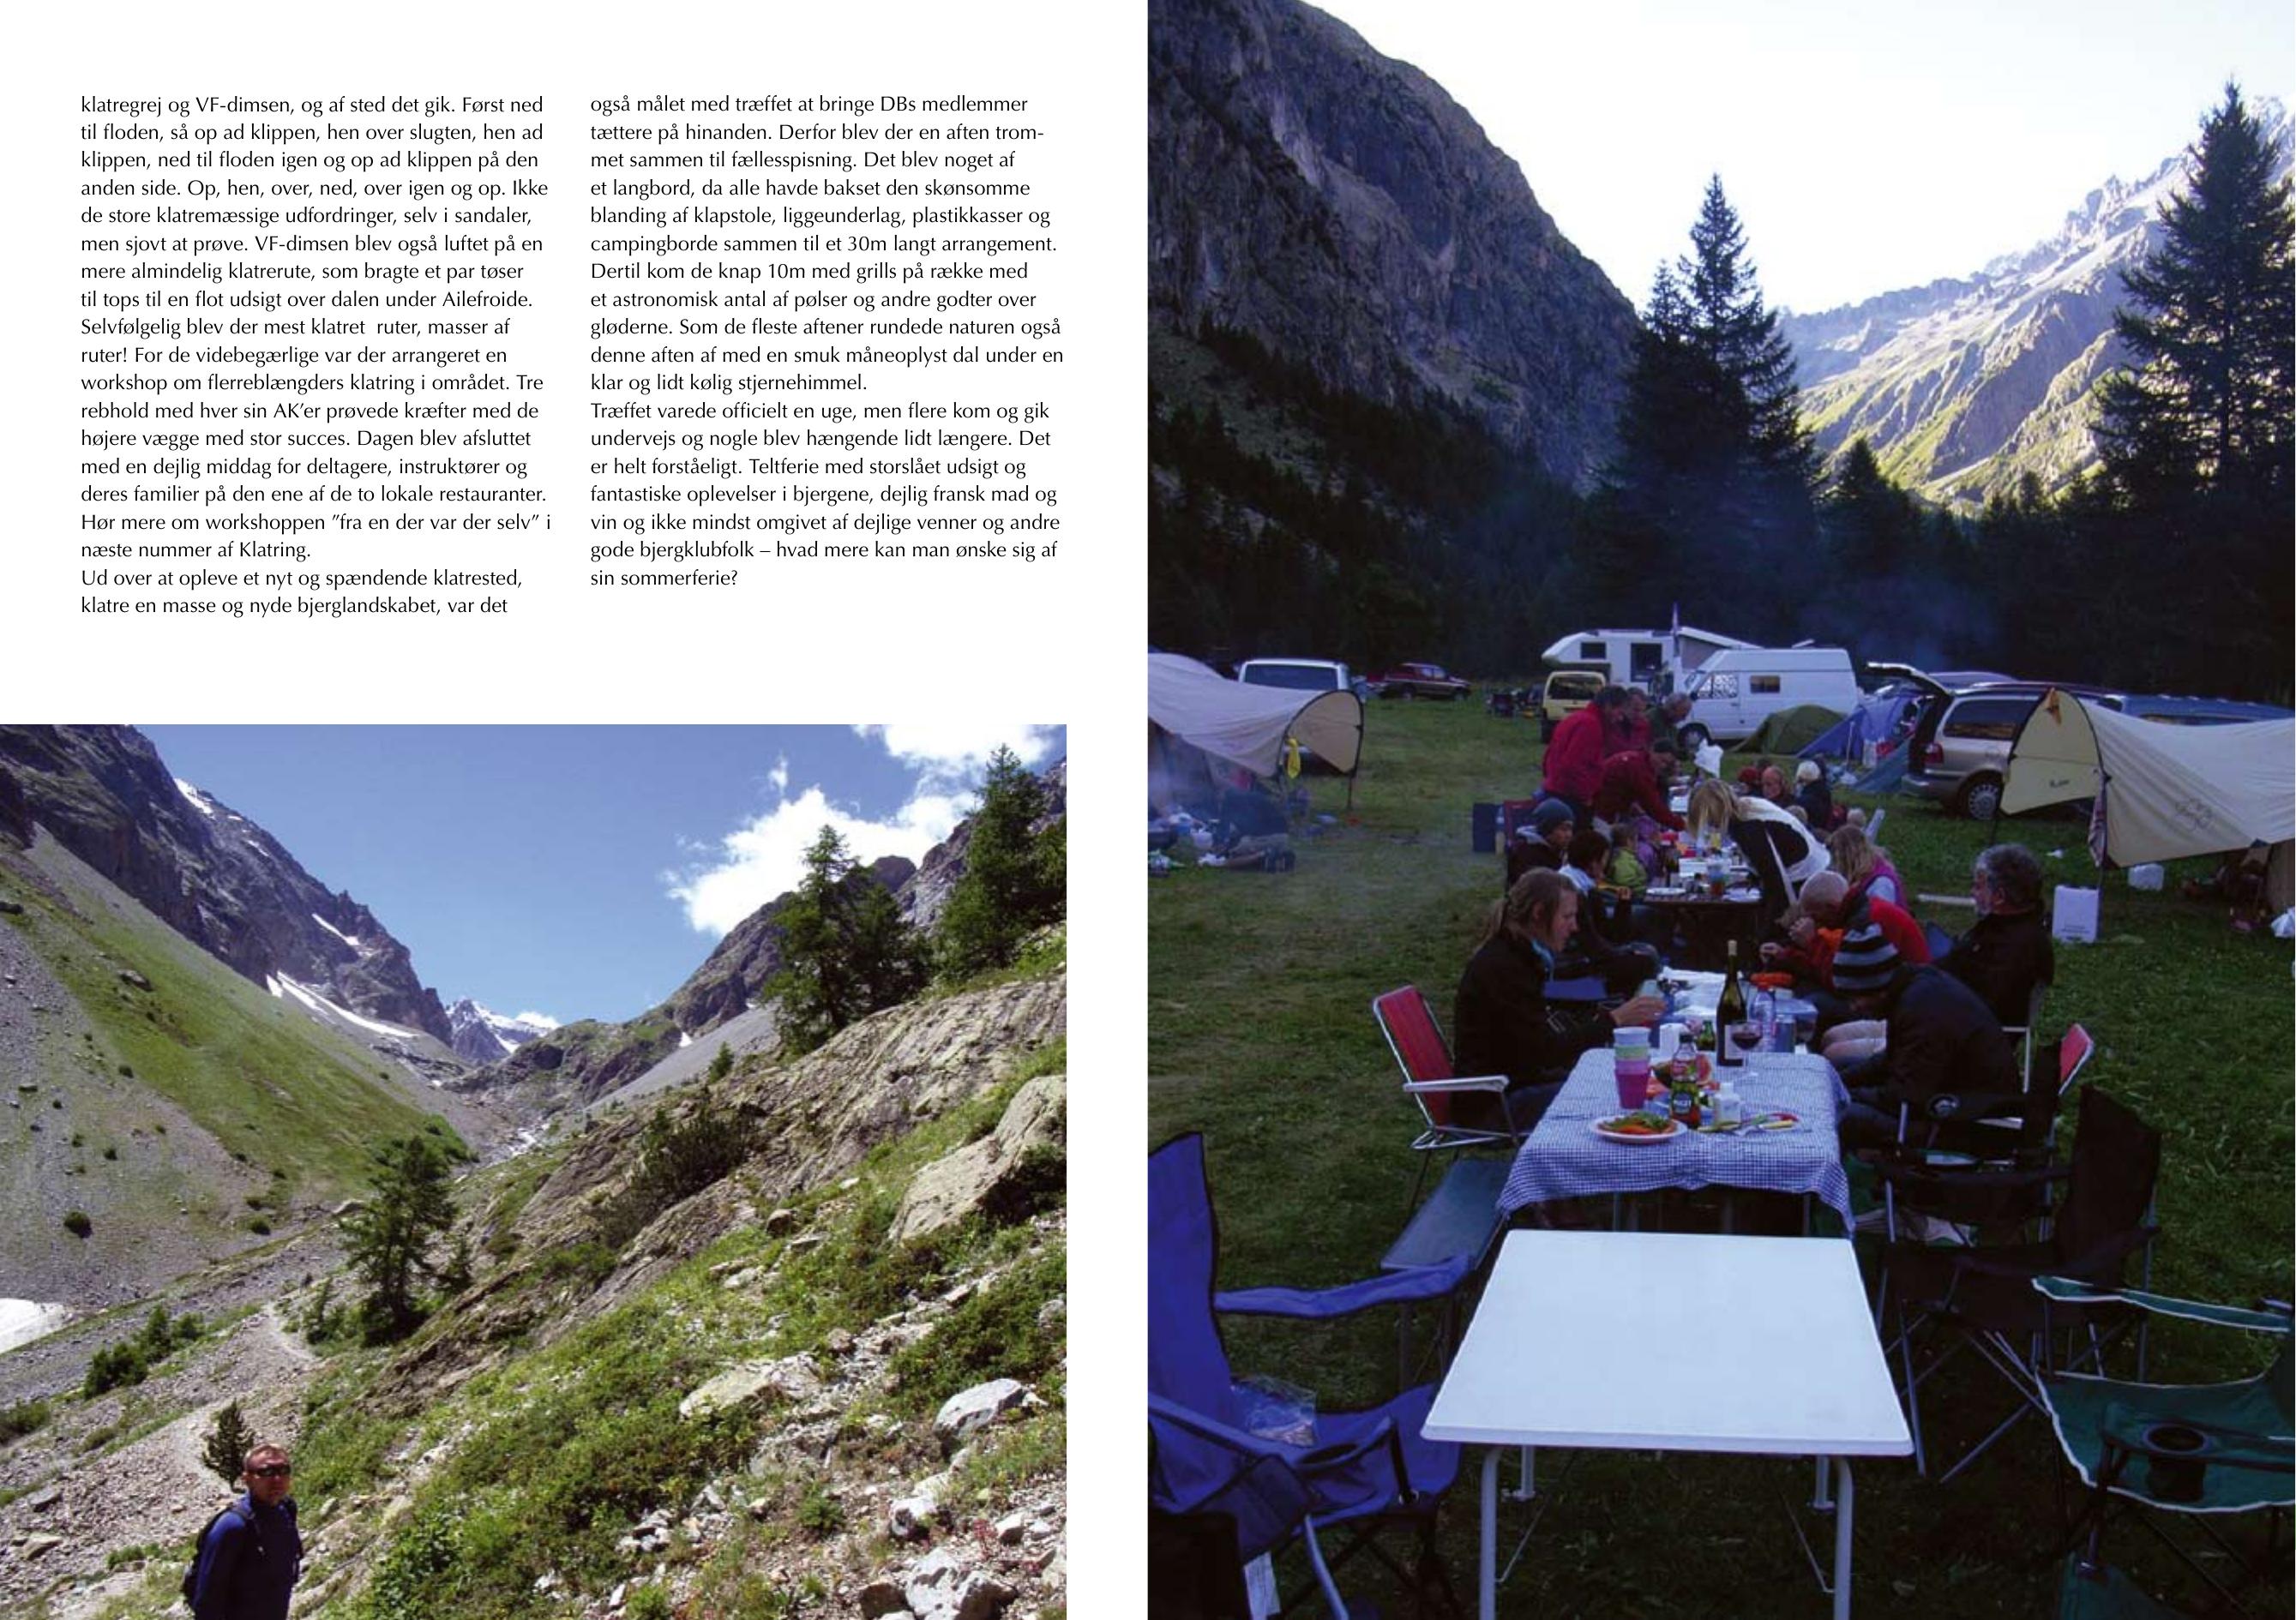 klatregrej og VF-dimsen, og af sted det gik. Først ned
til floden, så op ad klippen, hen over slugten, hen ad
klippen, ned til floden igen og op ad klippen på den
anden side. Op, hen, over, ned, over igen og op. Ikke
de store klatremæssige udfordringer, selv i sandaler,
men sjovt at prøve. VF-dimsen blev også luftet på en
mere almindelig klatrerute, som bragte et par tøser
til tops til en flot udsigt over dalen under Ailefroide.
Selvfølgelig blev der mest klatret  ruter, masser af
ruter! For de videbegærlige var der arrangeret en
workshop om flerreblængders klatring i området. Tre
rebhold med hver sin AK’er prøvede kræfter med de
højere vægge med stor succes. Dagen blev afsluttet
med en dejlig middag for deltagere, instruktører og
deres familier på den ene af de to lokale restauranter.
Hør mere om workshoppen ”fra en der var der selv” i
næste nummer af Klatring.
Ud over at opleve et nyt og spændende klatrested,
klatre en masse og nyde bjerglandskabet, var det
også målet med træffet at bringe DBs medlemmer
tættere på hinanden. Derfor blev der en aften trom-
met sammen til fællesspisning. Det blev noget af
et langbord, da alle havde bakset den skønsomme
blanding af klapstole, liggeunderlag, plastikkasser og
campingborde sammen til et 30m langt arrangement.
Dertil kom de knap 10m med grills på række med
et astronomisk antal af pølser og andre godter over
gløderne. Som de fleste aftener rundede naturen også
denne aften af med en smuk måneoplyst dal under en
klar og lidt kølig stjernehimmel.
Træffet varede officielt en uge, men flere kom og gik
undervejs og nogle blev hængende lidt længere. Det
er helt forståeligt. Teltferie med storslået udsigt og
fantastiske oplevelser i bjergene, dejlig fransk mad og
vin og ikke mindst omgivet af dejlige venner og andre
gode bjergklubfolk – hvad mere kan man ønske sig af
sin sommerferie?